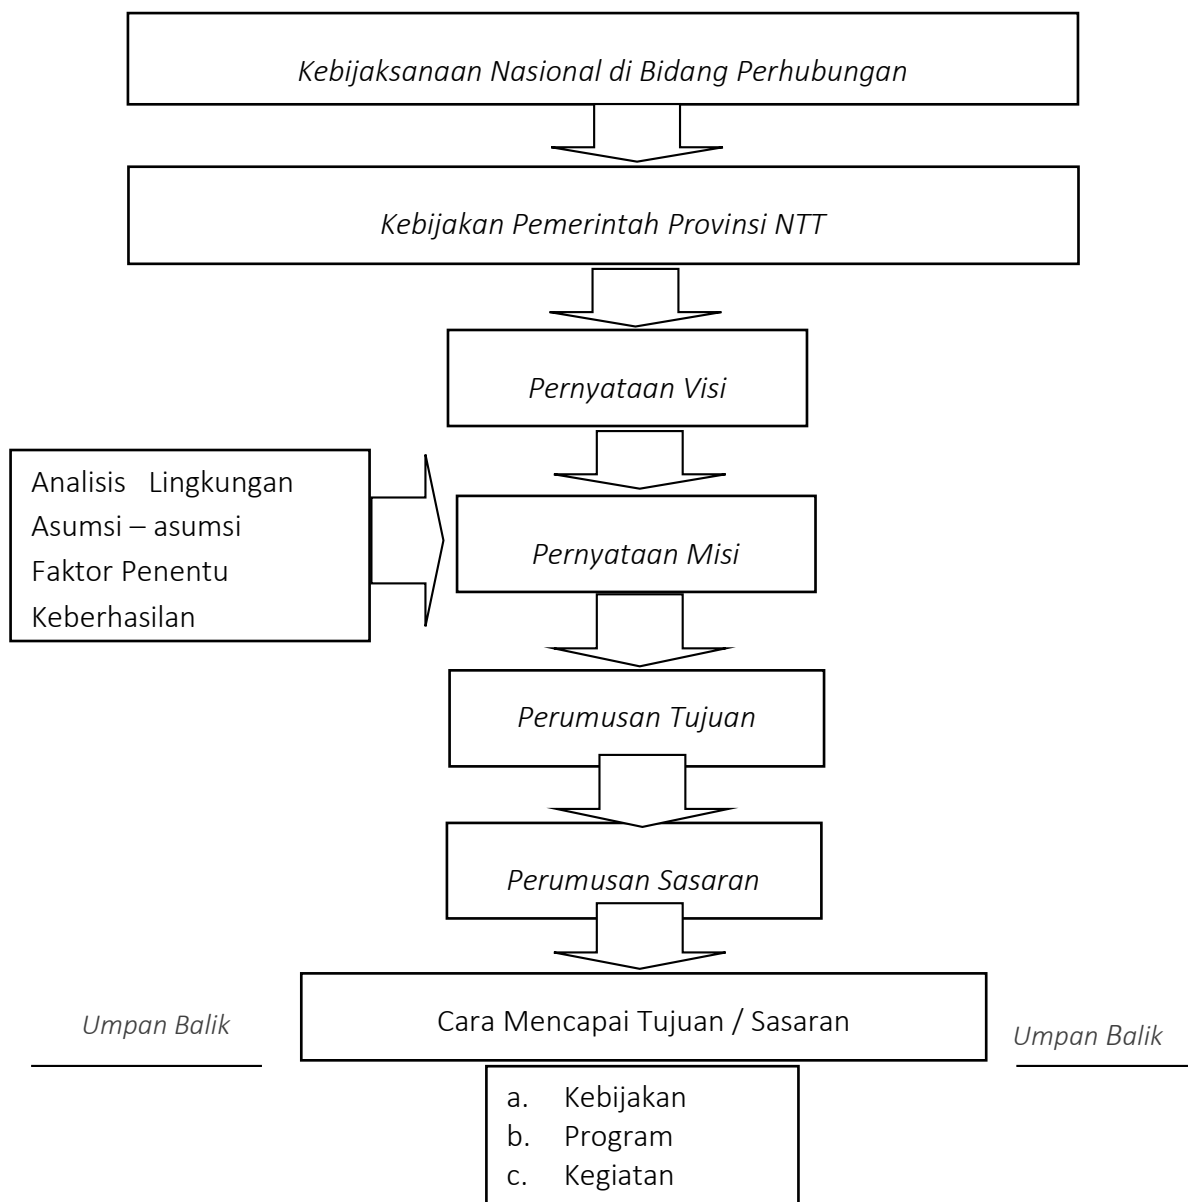 Kebijaksanaan Nasional di Bidang Perhubungan
Kebijakan Pemerintah Provinsi NTT
Pernyataan Visi
Analisis Lingkungan
Asumsi – asumsi
Faktor Penentu
Keberhasilan
Pernyataan Misi
Perumusan Tujuan
Perumusan Sasaran
Umpan Balik
Cara Mencapai Tujuan / Sasaran
Umpan Balik
a. Kebijakan
b. Program
c. Kegiatan